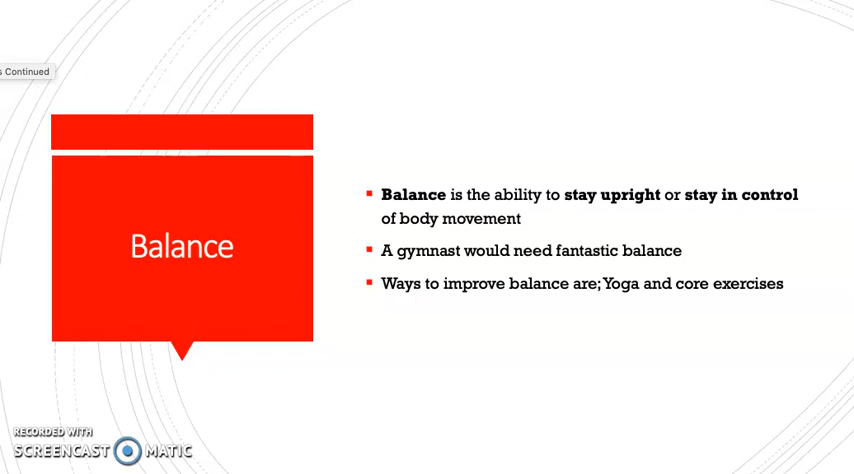 s Continued
Balance
Balance is the ability to stay upright or stay in control
of body movement
A gymnast would need fantastic balance
Ways to improve balance are; Yoga and core exercises
RECORDED WITH
SCREENCAST MATIC